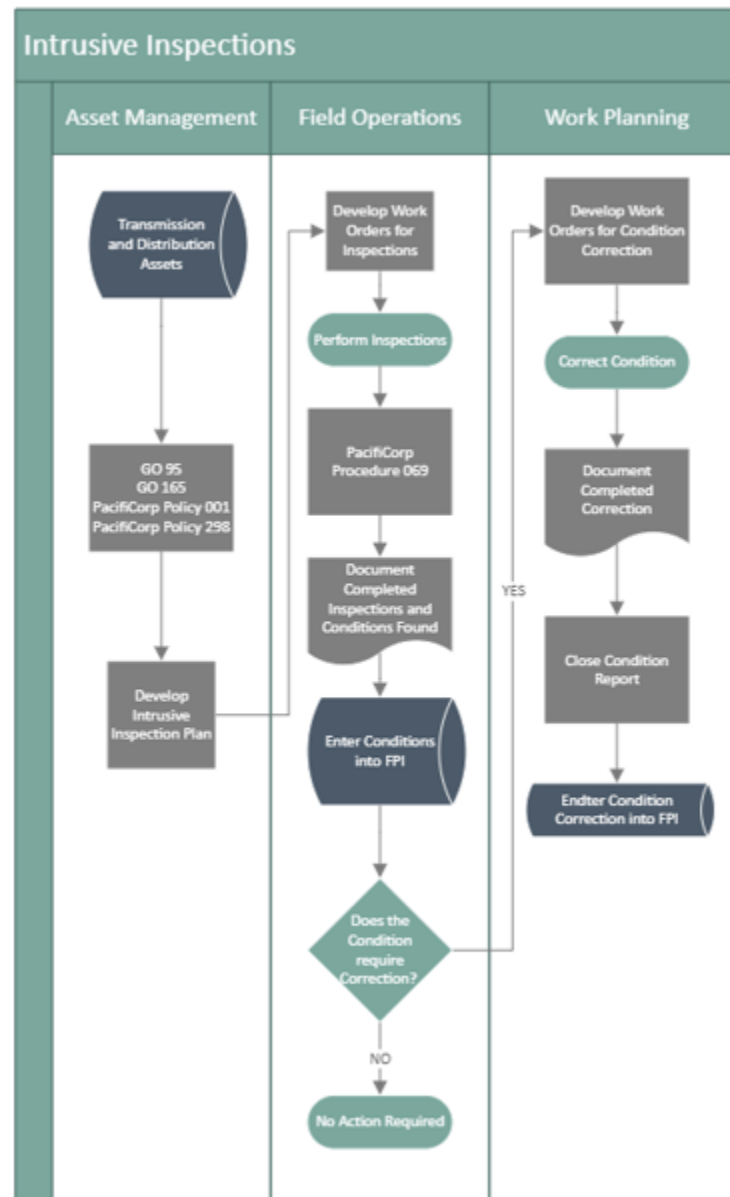 Intrusive Inspections
Asset Management
Field Operations
Work Planning
Transmission
and Distribution
Assets
GO 95
GO 165
PacifiCorp Policy 001
PacifiCorp Policy 298
Develop
Intrusive
Inspection Plan
Develop Work
Orders for
Inspections
Perform Inspections
PacifiCorp
Procedure 069
Document
Completed
Inspections and
Conditions Found
Enter Conditions
into FPI
Does the
Condition
require
Correction?
NO
No Action Required
YES
Develop Work
Orders for Condition
Correction
Correct Condition
Document
Completed
Correction
Close Condition
Report
Endter Condition
Correction into FPI